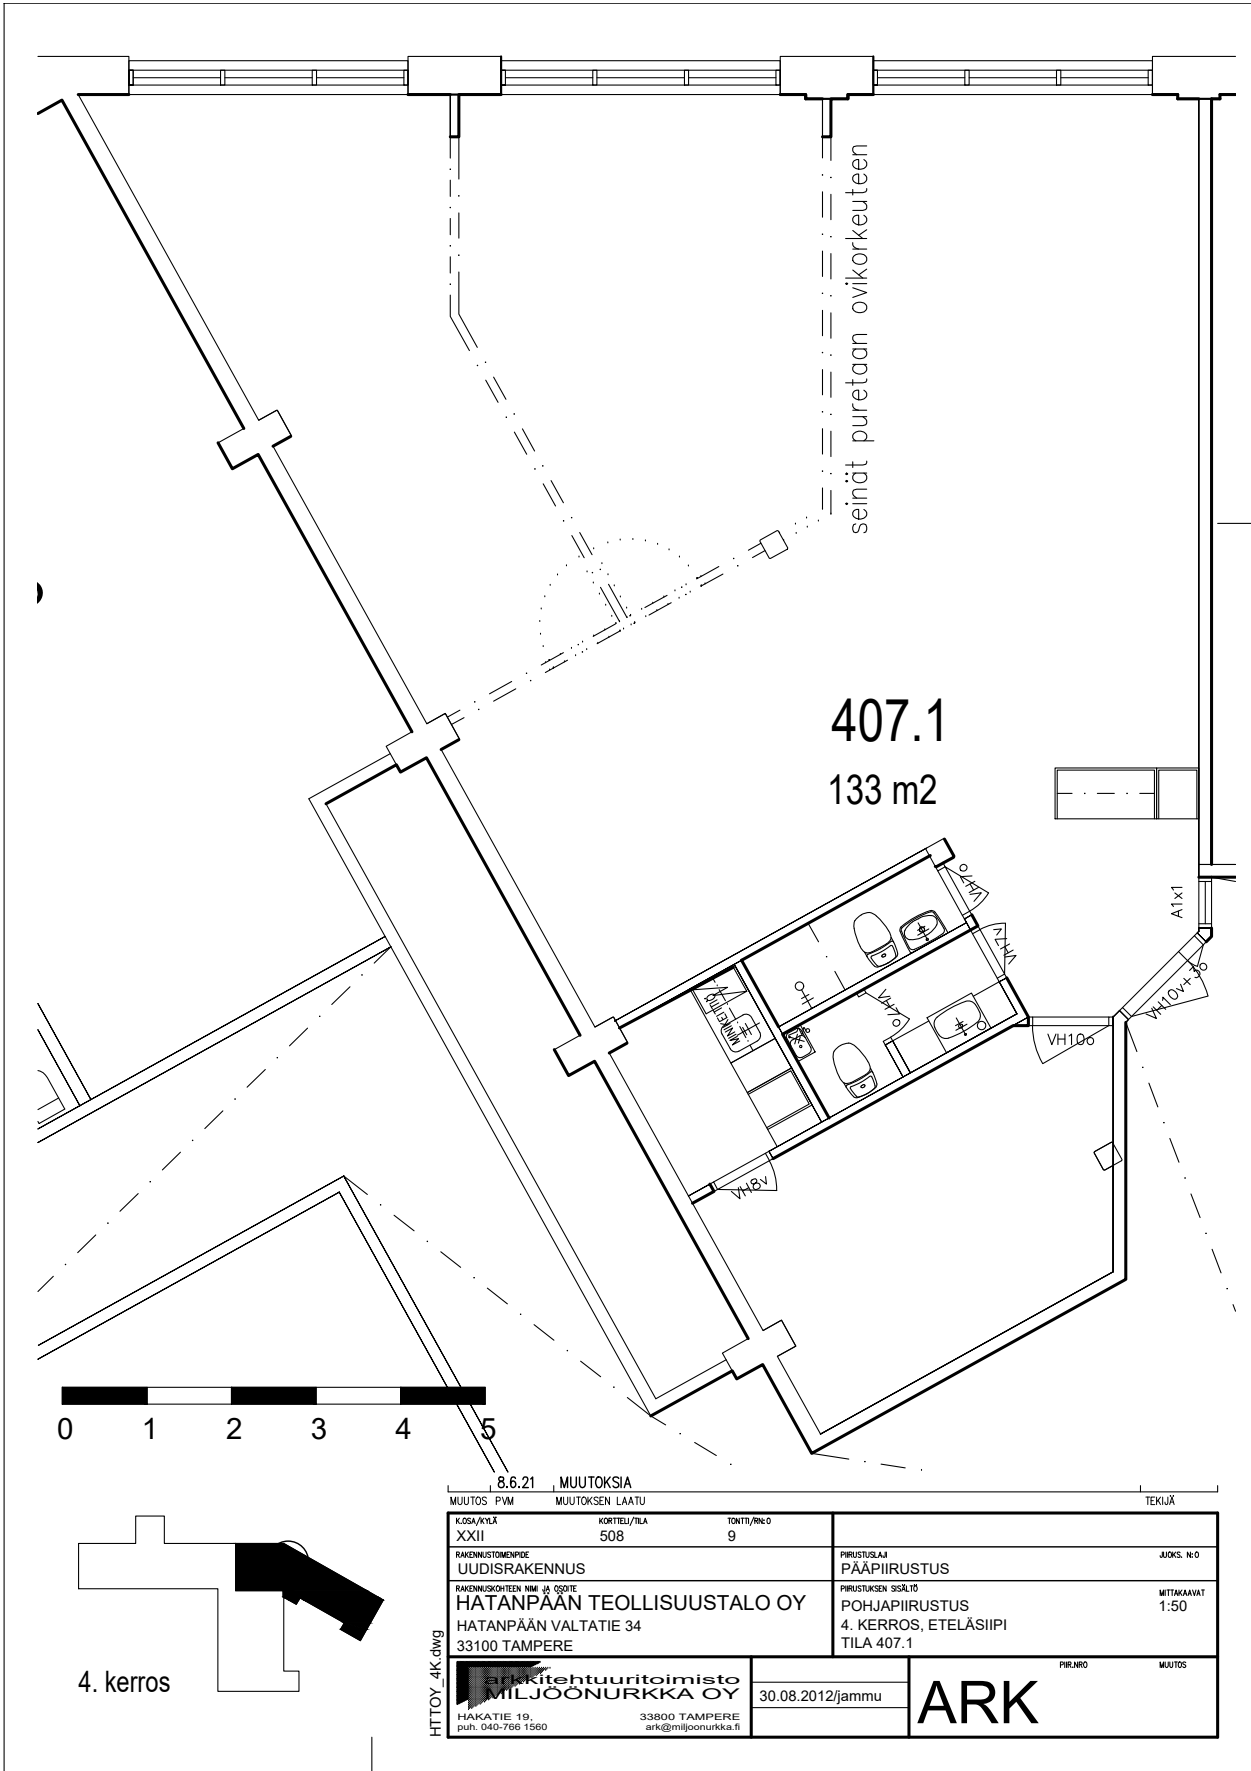 seinät puretaan ovikorkeuteen
407.1
133 m2
VH7o
VH7v
A1x1
VH7o
MINIKEITTIÖ
VH10v+3o
VH10o
VH8v
0 1 2 3 4 5
8.6.21 MUUTOKSIA
MUUTOS PVM MUUTOKSEN LAATU TEKIJÄ
K.OSA/KYLÄ KORTTELI/TILA TONTTI/RN:O
XXII 508 9
RAKENNUSTOIMENPIDE
UUDISRAKENNUS
PIIRUSTUSLAJI JUOKS. N:O
PÄÄPIIRUSTUS
RAKENNUSKOHTEEN NIMI JA OSOITE
HATANPÄÄN TEOLLISUUSTALO OY
HATANPÄÄN VALTATIE 34
33100 TAMPERE
PIIRUSTUKSEN SISÄLTÖ MITTAKAAVAT
POHJAPIIRUSTUS 1:50
4. KERROS, ETELÄSIIPI
TILA 407.1
4. kerros
HTTOY_4K.dwg
arkkitehtuuritoimisto
MILJÖÖNURKKA OY
HAKATIE 19, 33800 TAMPERE
puh. 040-766 1560 ark@miljoonurkka.fi
30.08.2012/jammu
PIIR.NRO MUUTOS
ARK